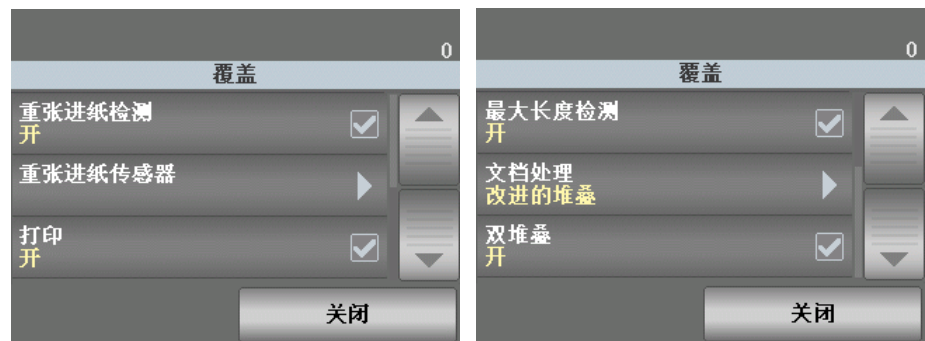 0
覆盖
重张进纸检测
开
重张进纸传感器
打印
开
关闭
0
覆盖
最大长度检测
开
文档处理
改进的堆叠
双堆叠
开
关闭